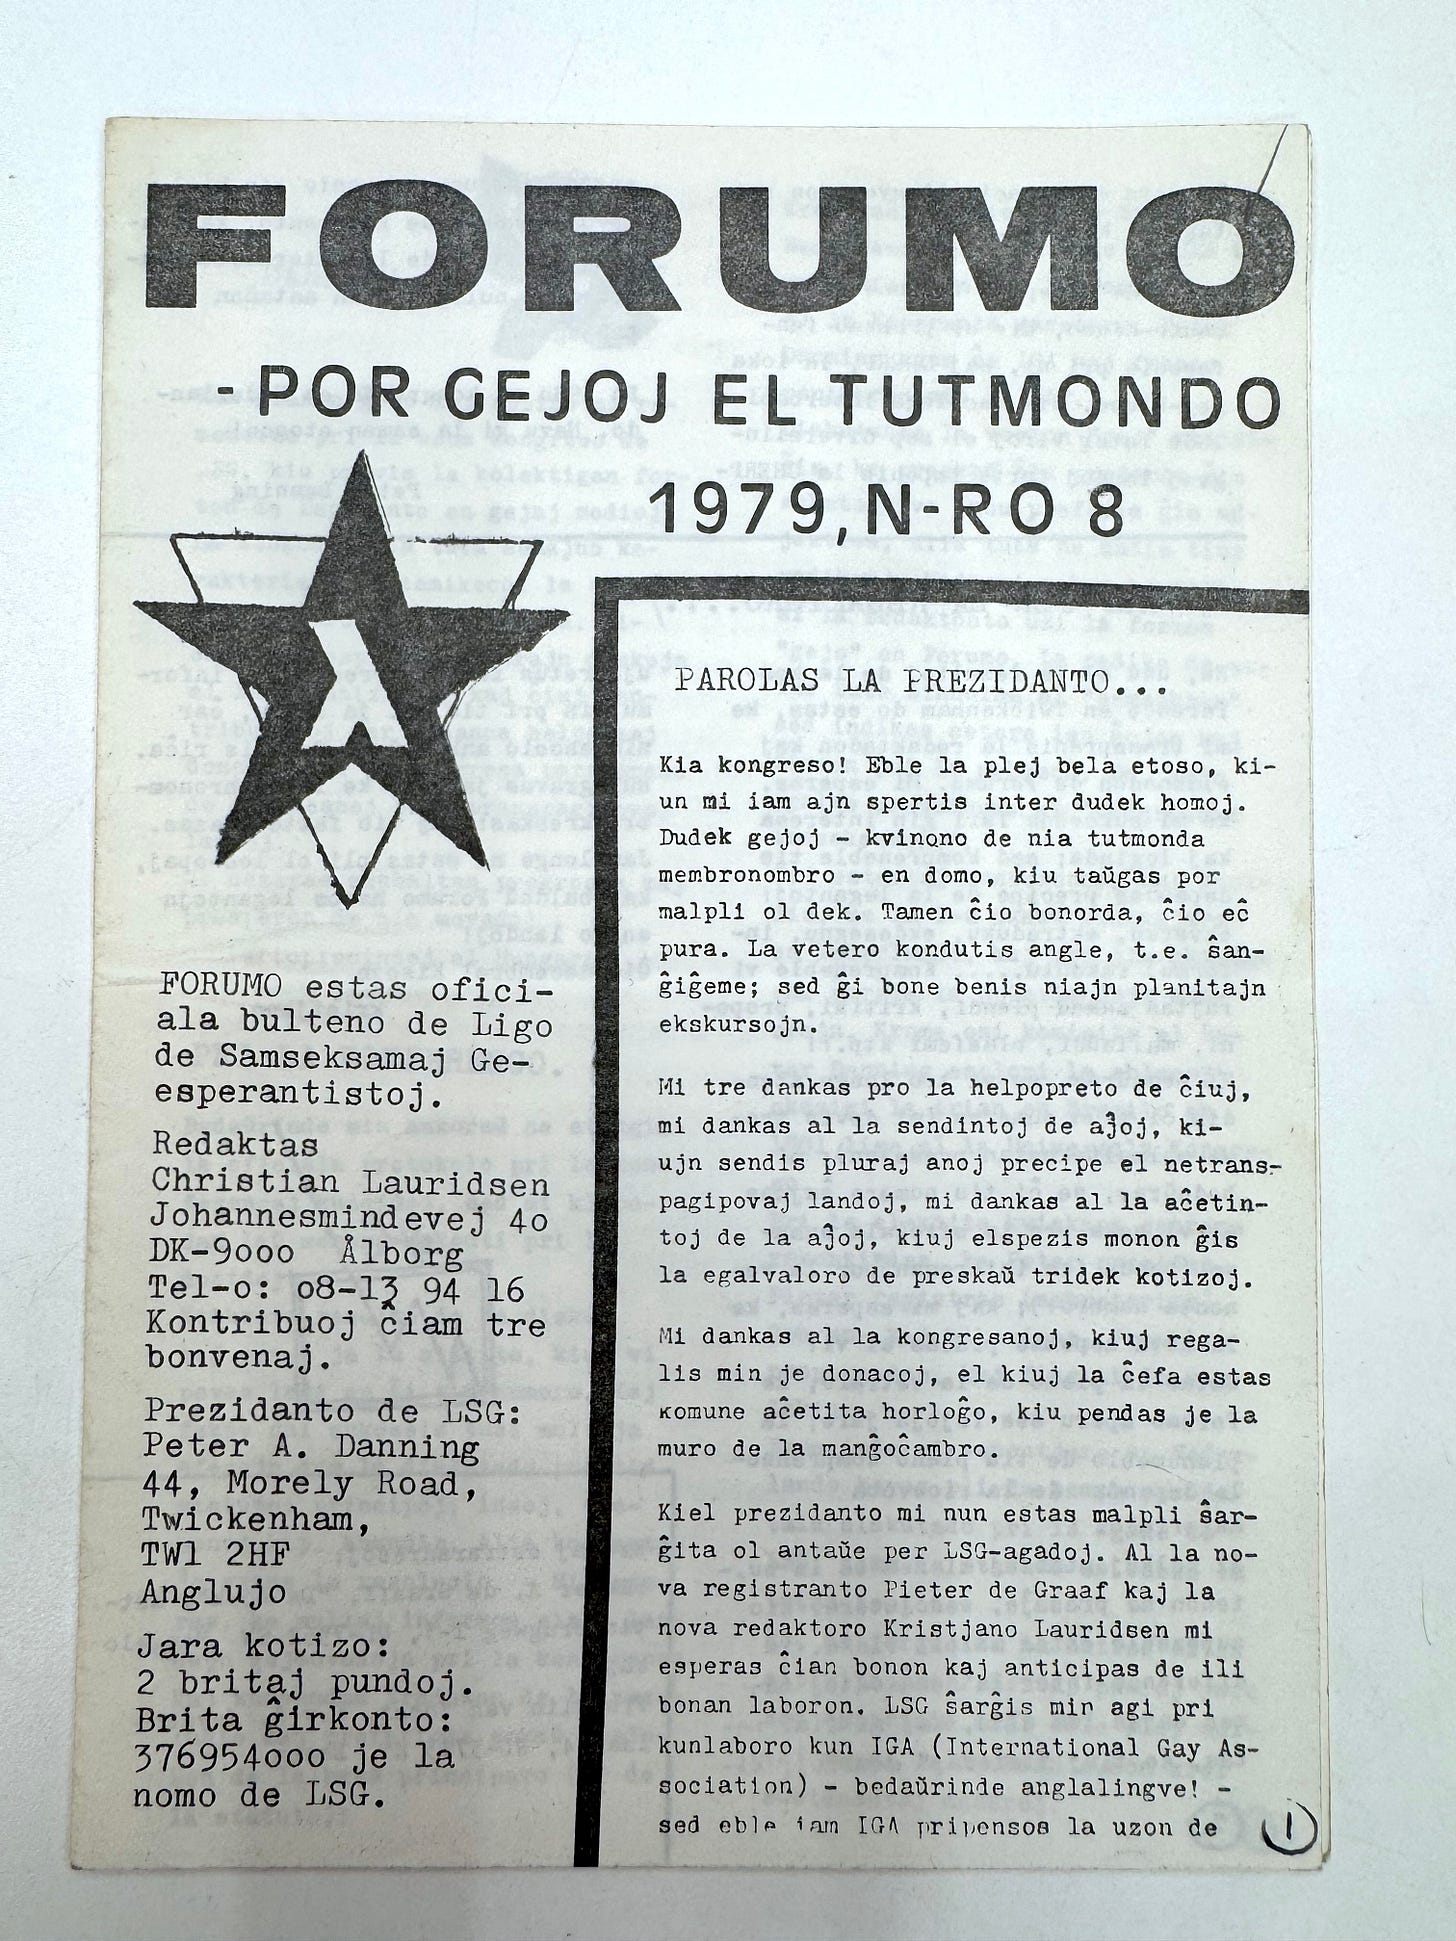 FORUMO
-POR GEJOJ EL TUTMONDO
1979, N-RO 8
FORUMO estas ofici-
ala bulteno de Ligo
de Samseksamaj Ge-
esperantistoj.
Redaktas
Christian Lauridsen
Johannesmindevej 4o
DK-9ooo Ålborg
Tel-o: o8-13 94 16
Kontribuoj ĉiam tre
bonvenaj.
Prezidanto de LSG:
Peter A. Danning
44, Morely Road,
Twickenham,
TW1 2HF
Anglujo
Jara kotizo:
2 britaj pundoj.
Brita ĝirkonto:
376954ooo je la
nomo de LSG.
PAROLAS LA PREZIDANTO...
Kia kongreso! Eble la plej bela etoso, ki-
un mi iam ajn spertis inter dudek homoj.
Dudek gejoj - kvinono de nia tutmonda
membronombro - en domo, kiu taŭgas por
malpli ol dek. Tamen ĉio bonorda, ĉio eĉ
pura. La vetero kondutis angle, t.e. ŝan-
ĝiĝeme; sed ĝi bone benis niajn planitajn
ekskursojn.
Mi tre dankas pro la helpopreto de ĉiuj,
mi dankas al la sendintoj de aĵoj, ki-
ujn sendis pluraj anoj precipe el netrans-
pagipovaj landoj, mi dankas al la aĉetin-
toj de la aĵoj, kiuj elspezis monon ĝis
la egalvaloro de preskaŭ tridek kotizoj.
Mi dankas al la kongresanoj, kiuj rega-
lis min je donacoj, el kiuj la ĉefa estas
komune aĉetita horloĝo, kiu pendas je la
muro de la manĝoĉambro.
Kiel prezidanto mi nun estas malpli ŝar-
ĝita ol antaŭe per LSG-agadoj. Al la no-
va registranto Pieter de Graaf kaj la
nova redaktoro Kristjano Lauridsen mi
esperas ĉian bonon kaj anticipas de ili
bonan laboron. LSG ŝarĝis min agi pri
kunlaboro kun IGA (International Gay As-
sociation) - bedaŭrinde anglalingve! -
sed eble iam IGA pripensos la uzon de
1